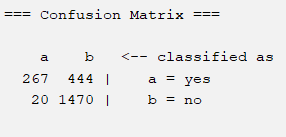 === Confusion Matrix ===
a b <-- classified as
267 444 | a = yes
20 1470 | b = no